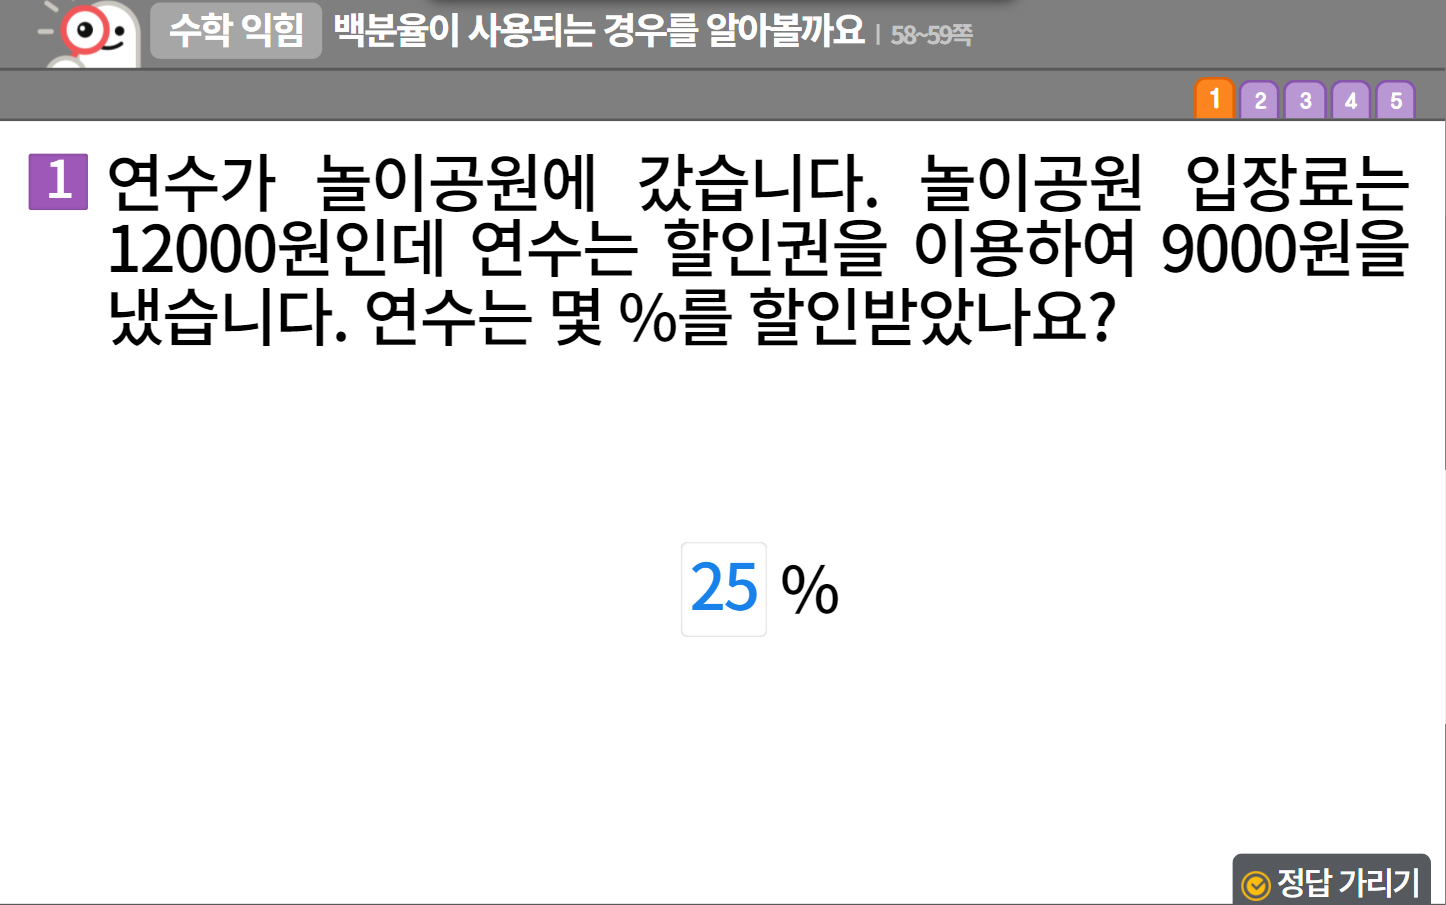 수학 익힘 백분율이 사용되는 경우를 알아볼까요 | 58~59쪽
1 2 3 4 5
1 연수가 놀이공원에 갔습니다. 놀이공원 입장료는
12000원인데 연수는 할인권을 이용하여 9000원을
냈습니다. 연수는 몇 %를 할인받았나요?
25 %
정답 가리기